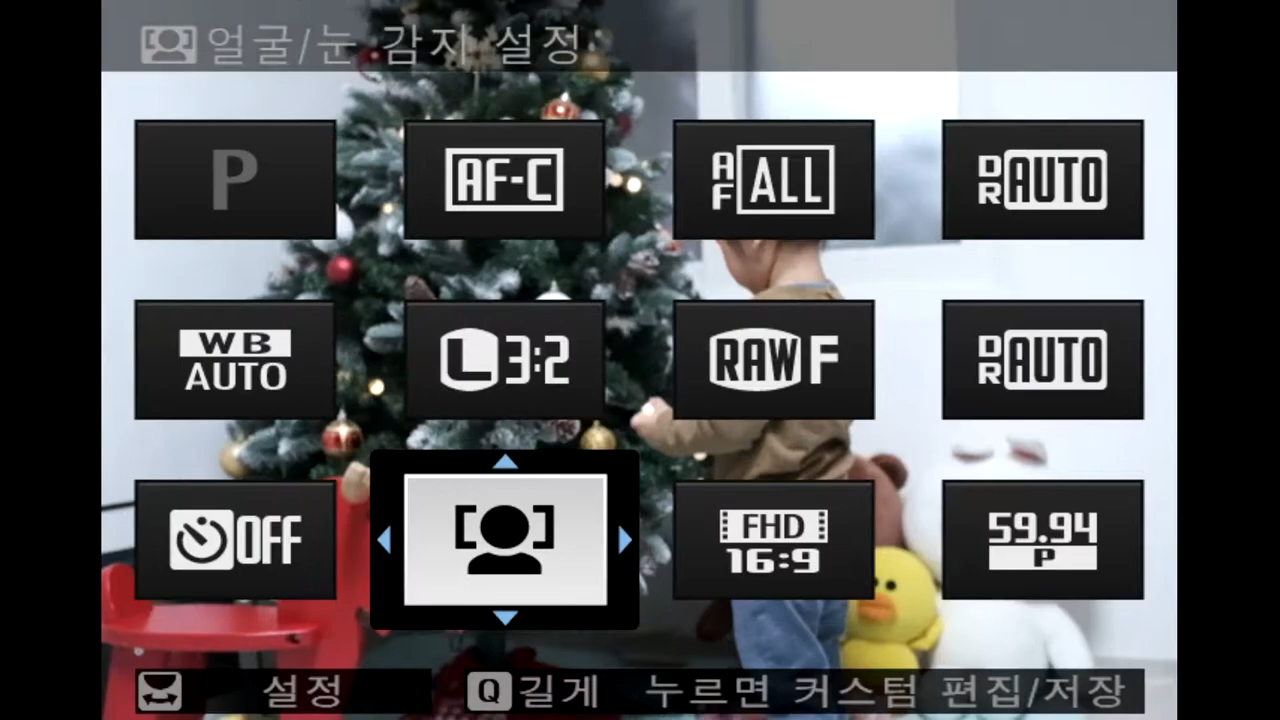 얼굴/눈 감지 설정
P AF-C AF ALL DR AUTO
WB AUTO L 3:2 RAW F DR AUTO
OFF FHD 16:9 59.94 P
설정 Q 길게 누르면 커스텀 편집/저장